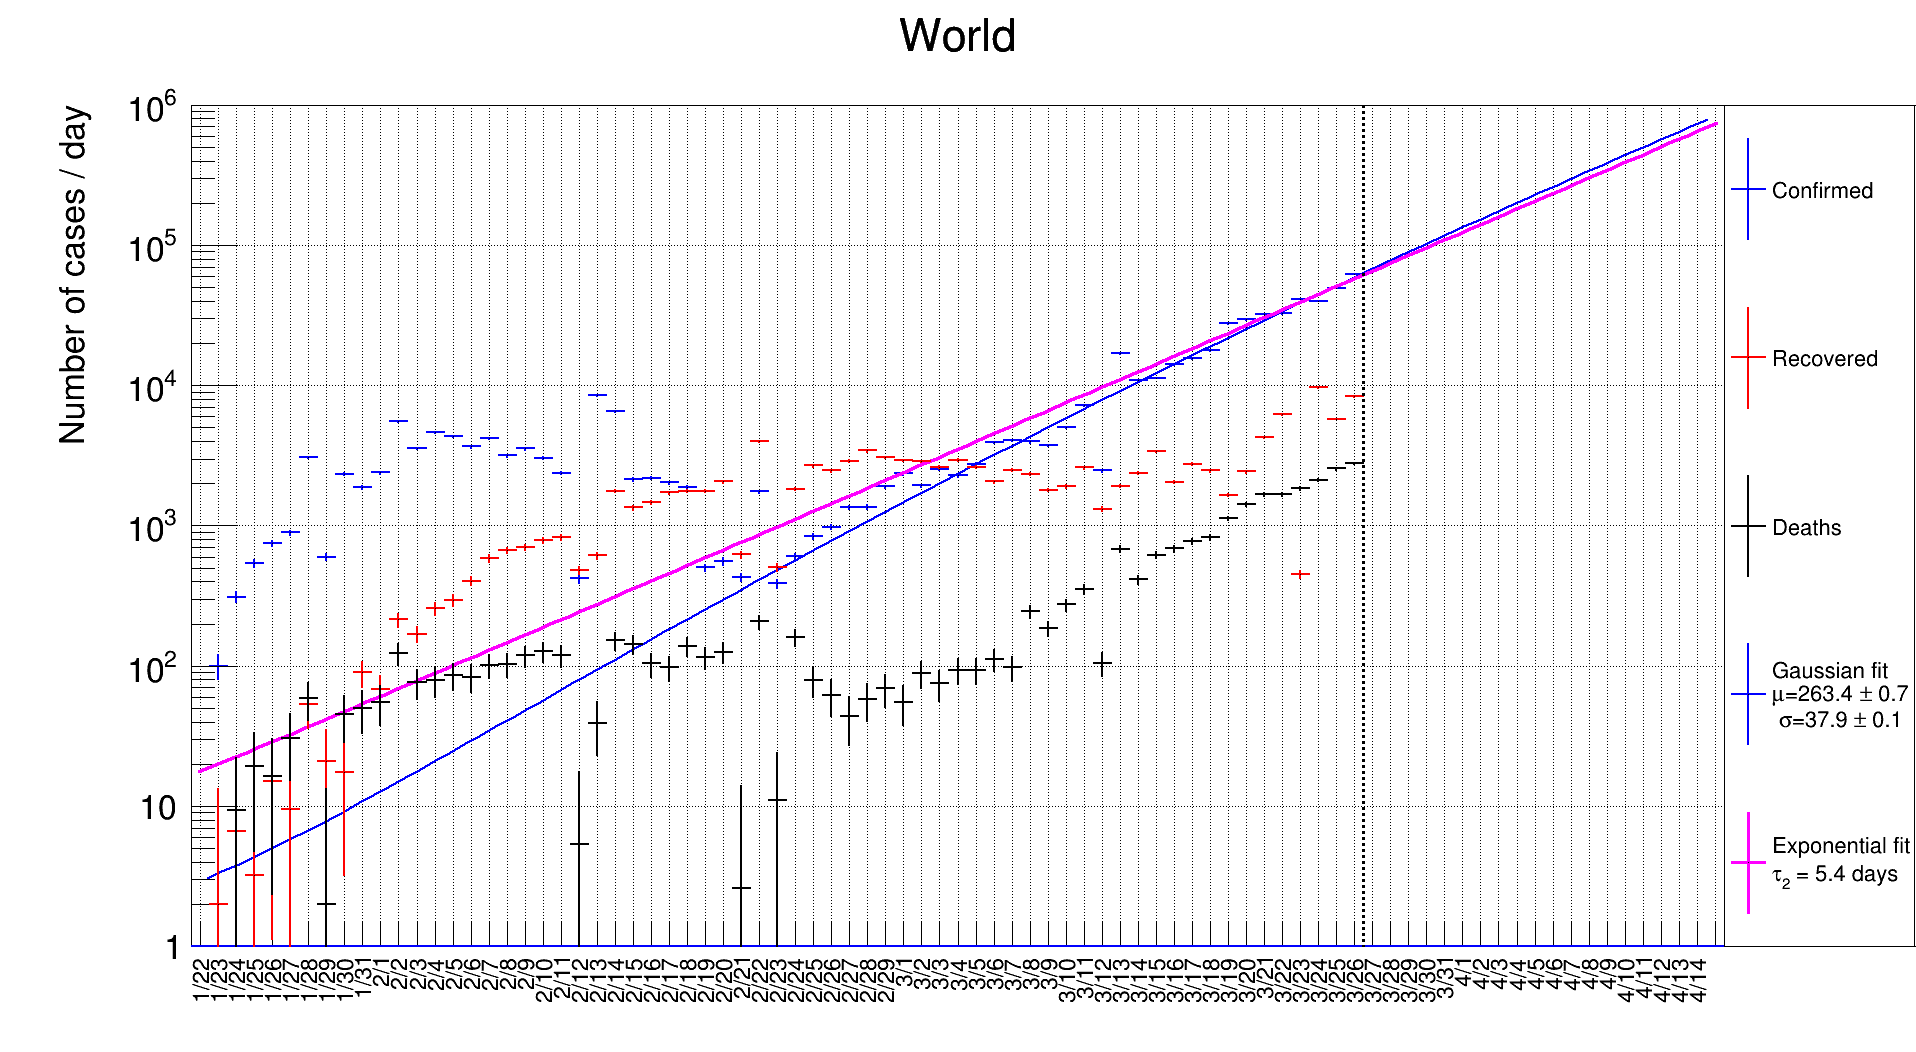 World
Number of cases / day
10⁶
10⁵
10⁴
10³
10²
10
1
1/22 1/23 1/24 1/25 1/26 1/27 1/28 1/29 1/30 1/31 2/1 2/2 2/3 2/4 2/5 2/6 2/7 2/8 2/9 2/10 2/11 2/12 2/13 2/14 2/15 2/16 2/17 2/18 2/19 2/20 2/21 2/22 2/23 2/24 2/25 2/26 2/27 2/28 2/29 3/1 3/2 3/3 3/4 3/5 3/6 3/7 3/8 3/9 3/10 3/11 3/12 3/13 3/14 3/15 3/16 3/17 3/18 3/19 3/20 3/21 3/22 3/23 3/24 3/25 3/26 3/27 3/28 3/29 3/30 3/31 4/1 4/2 4/3 4/4 4/5 4/6 4/7 4/8 4/9 4/10 4/11 4/12 4/13 4/14
Confirmed
Recovered
Deaths
Gaussian fit
μ=263.4 ± 0.7
σ=37.9 ± 0.1
Exponential fit
τ₂ = 5.4 days